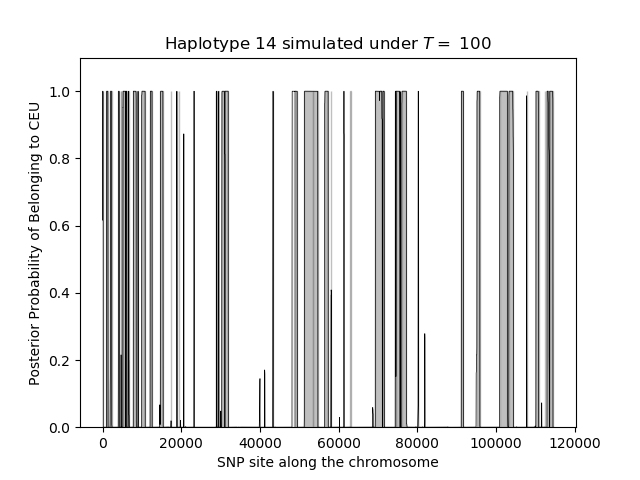 Haplotype 14 simulated under T = 100
Posterior Probability of Belonging to CEU
1.0
0.8
0.6
0.4
0.2
0.0
0 20000 40000 60000 80000 100000 120000
SNP site along the chromosome